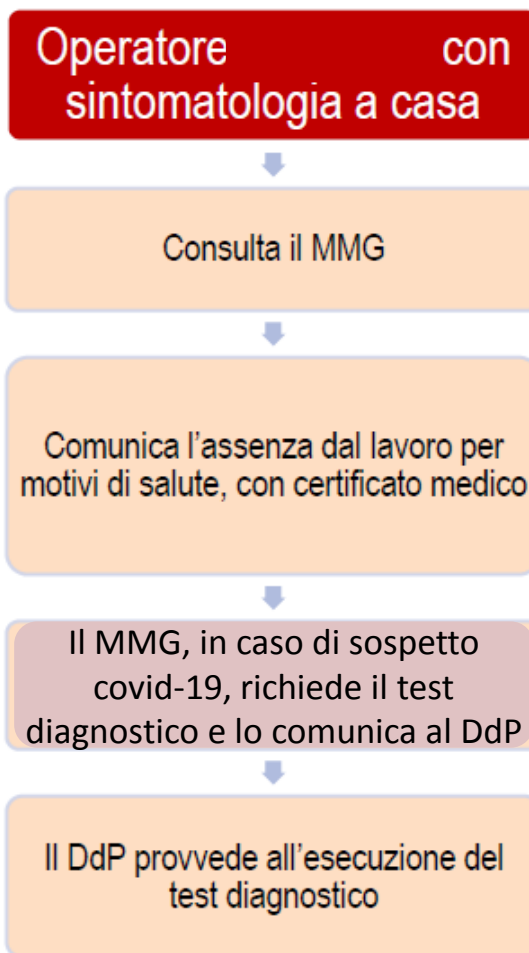 Operatore con
sintomatologia a casa
Consulta il MMG
Comunica l'assenza dal lavoro per
motivi di salute, con certificato medico
Il MMG, in caso di sospetto
covid-19, richiede il test
diagnostico e lo comunica al DdP
Il DdP provvede all'esecuzione del
test diagnostico